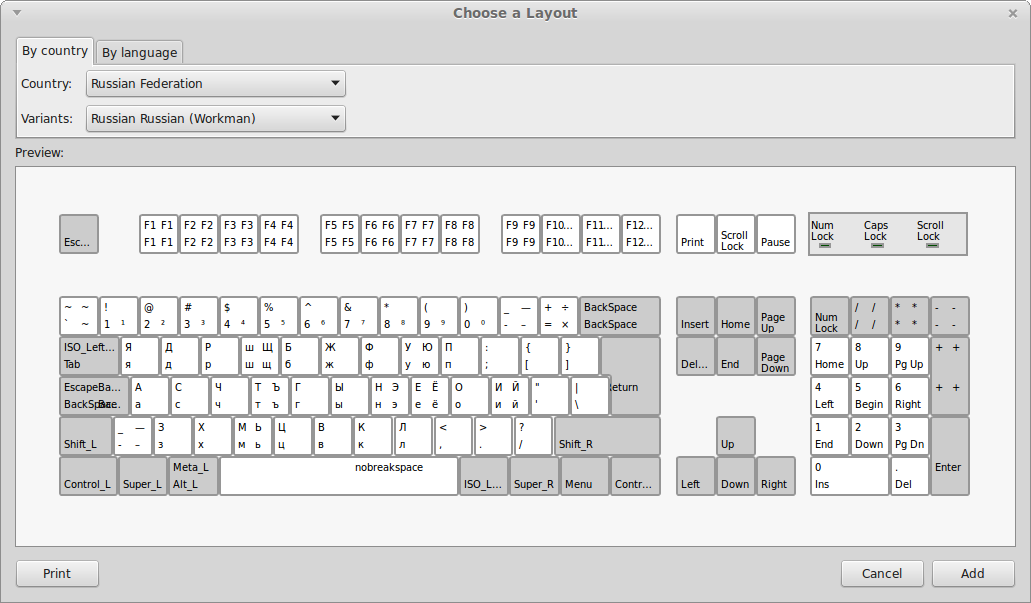 Choose a Layout
By country By language
Country: Russian Federation
Variants: Russian Russian (Workman)
Preview:
F1 F1 F2 F2 F3 F3 F4 F4 F5 F5 F6 F6 F7 F7 F8 F8 F9 F9 F10... F11... F12... Num Caps Scroll
Esc... F1 F1 F2 F2 F3 F3 F4 F4 F5 F5 F6 F6 F7 F7 F8 F8 F9 F9 F10... F11... F12... Print Scroll Lock Pause Lock Lock Lock
~ ~ ! @ # $ % ^ & * ( ) _ — + ÷ BackSpace / / * * - -
` ~ 1 ¹ 2 ² 3 ³ 4 ⁴ 5 ⁵ 6 ⁶ 7 ⁷ 8 ⁸ 9 ⁹ 0 ⁰ - – = × BackSpace Insert Home Page Up Num Lock / / * * - -
ISO_Left... Я Д Р ш Щ Б Ж Ф У Ю П : { } 7 8 9 + +
Tab я д р ш щ б ж ф у ю п ; [ ] Del... End Page Down Home Up Pg Up
EscapeBa... А С Ч Т Ъ Г Ы Н Э Е Ё О И Й " | Return 4 5 6 + +
BackSpace Ba... а с ч т ъ г ы н э е ё о и й ' \ Left Begin Right
_ — З Х М Ь Ц В К Л < > ? 1 2 3
Shift_L - – з х м ь ц в к л , . / Shift_R Up End Down Pg Dn
Meta_L nobreakspace 0 . Enter
Control_L Super_L Alt_L ISO_L... Super_R Menu Contr... Left Down Right Ins Del
Print Cancel Add